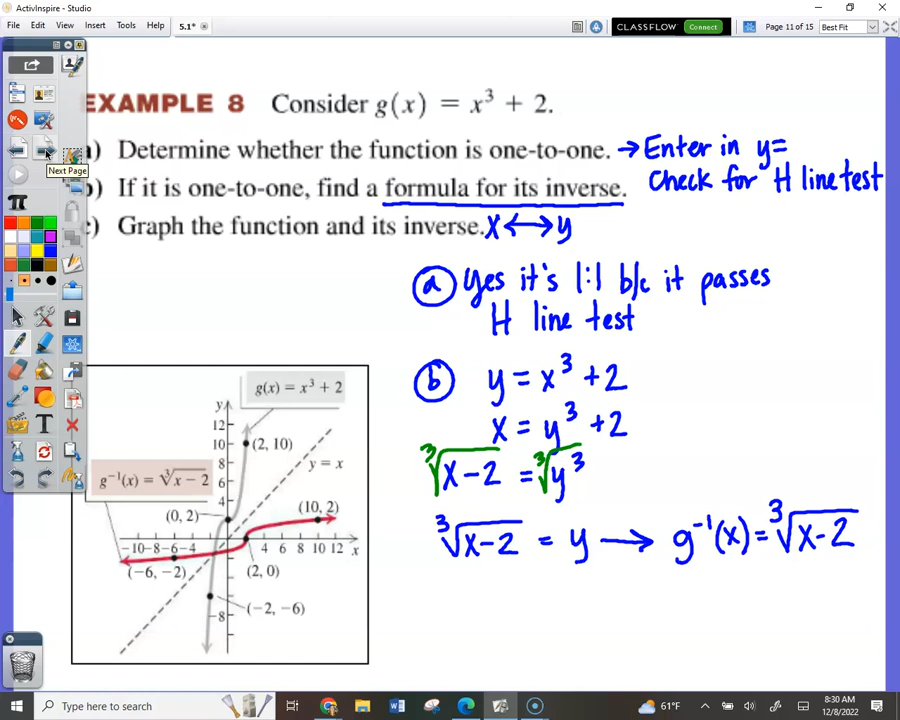 ActivInspire - Studio
File Edit View Insert Tools Help 5.1* CLASSFLOW Connect Page 11 of 15 Best Fit
EXAMPLE 8 Consider g(x) = x³ + 2.
a) Determine whether the function is one-to-one. → Enter in y=
Check for H line test
Next Page
b) If it is one-to-one, find a formula for its inverse.
c) Graph the function and its inverse. x ↔ y
ⓐ yes it's 1:1 b/c it passes
H line test
ⓑ y = x³ + 2
x = y³ + 2
∛(x-2) = ∛(y³)
∛(x-2) = y → g⁻¹(x) = ∛(x-2)
g(x) = x³ + 2
y
12
10
(2, 10)
8
y = x
6
g⁻¹(x) = ∛(x − 2)
4
(0, 2)
(10, 2)
−10 −8 −6 −4 4 6 8 10 12 x
(−6, −2)
(2, 0)
(−2, −6)
−8
Type here to search
61°F
8:30 AM
12/8/2022